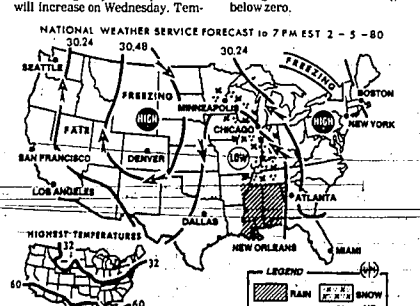 will increase on Wednesday. Tem-
below zero.
NATIONAL WEATHER SERVICE FORECAST to 7 PM EST 2 - 5 - 80
30.24
30.48
30.24
SEATTLE
FREEZING
FREEZING
BOSTON
MINNEAPOLIS
HIGH
HIGH
NEW YORK
FAIR
CHICAGO
LOW
SAN FRANCISCO
DENVER
LOS ANGELES
ATLANTA
DALLAS
NEW ORLEANS
MIAMI
HIGHEST TEMPERATURES
32
32
60
60
LEGEND
RAIN
SNOW